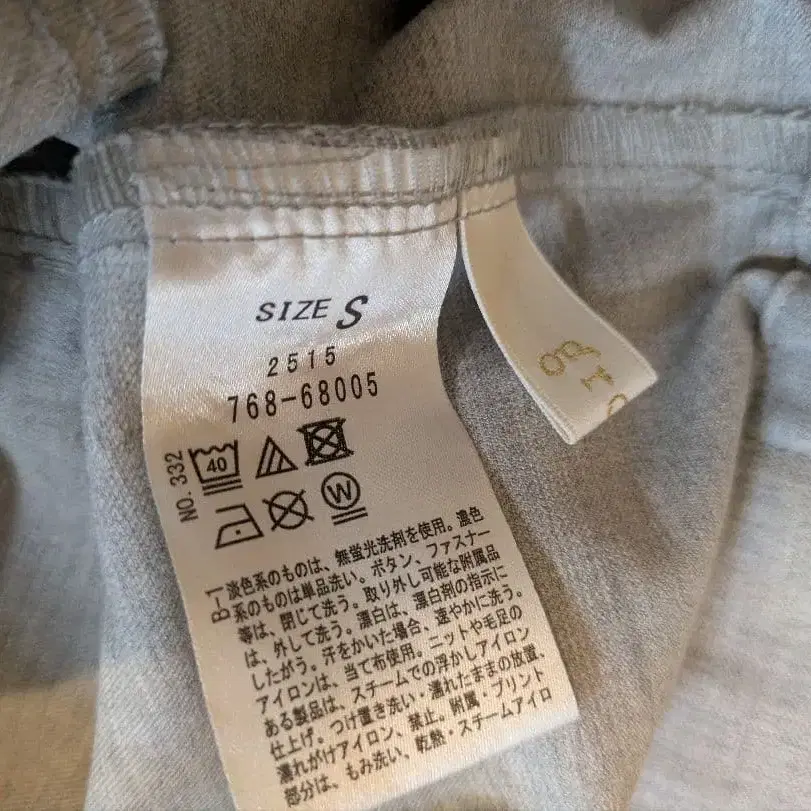 SIZE S
2515
768-68005
NO. 332
40
W
B-1
淡色系のものは、無蛍光洗剤を使用。濃色
系のものは単品洗い。ボタン、ファスナー
等は、閉じて洗う。取り外し可能な附属品
は、外して洗う。漂白は、漂白剤の指示に
したがう。汗をかいた場合、速やかに洗う。
アイロンは、当て布使用。ニットや毛足の
ある製品は、スチームでの浮かしアイロン
仕上げ。つけ置き洗い・濡れたままの放置、
濡れがけアイロン、禁止。附属・プリント
部分は、もみ洗い、乾熱・スチームアイロ